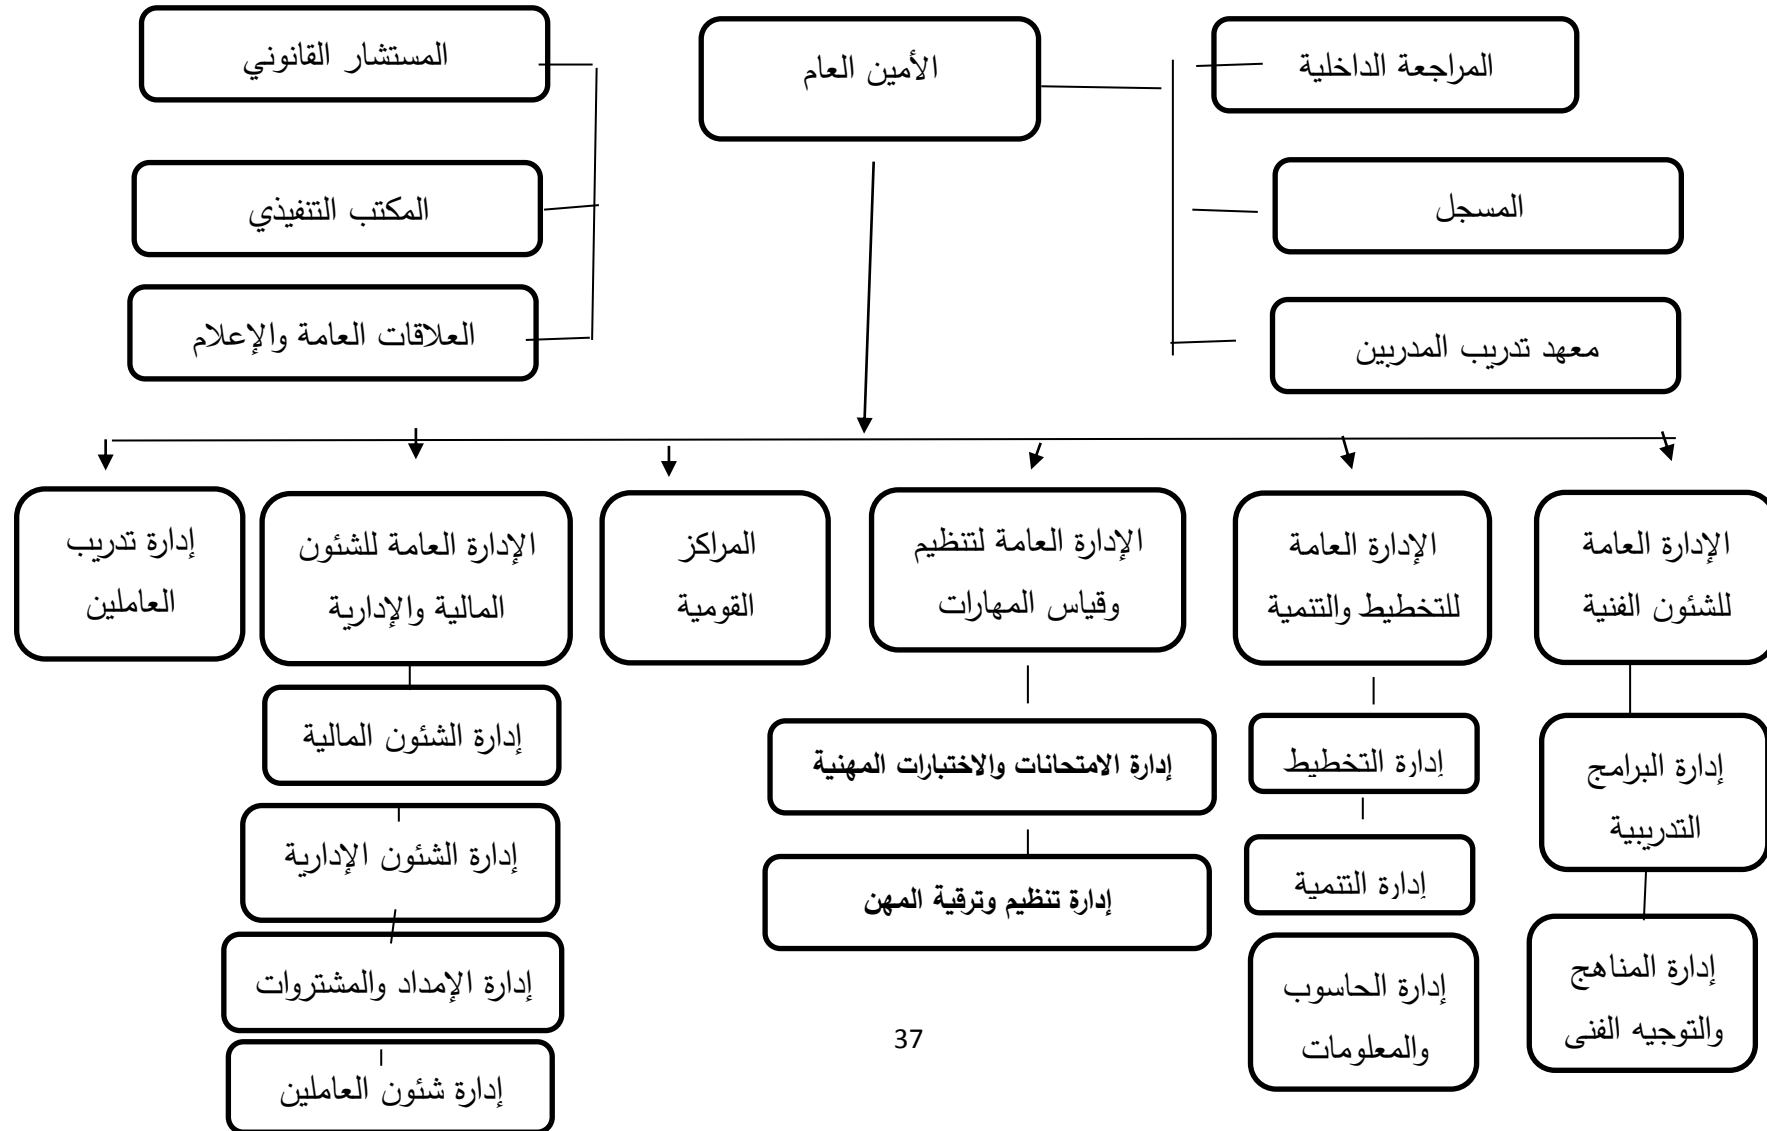 المراجعة الداخلية
الأمين العام
المستشار القانوني
المسجل
المكتب التنفيذي
معهد تدريب المدربين
العلاقات العامة والإعلام
الإدارة العامة
للشئون الفنية
الإدارة العامة
للتخطيط والتنمية
الإدارة العامة لتنظيم
وقياس المهارات
المراكز
القومية
الإدارة العامة للشئون
المالية والإدارية
إدارة تدريب
العاملين
إدارة البرامج
التدريبية
إدارة المناهج
والتوجيه الفنى
إدارة التخطيط
إدارة التنمية
إدارة الحاسوب
والمعلومات
إدارة الامتحانات والاختبارات المهنية
إدارة تنظيم وترقية المهن
إدارة الشئون المالية
إدارة الشئون الإدارية
إدارة الإمداد والمشتروات
إدارة شئون العاملين
37